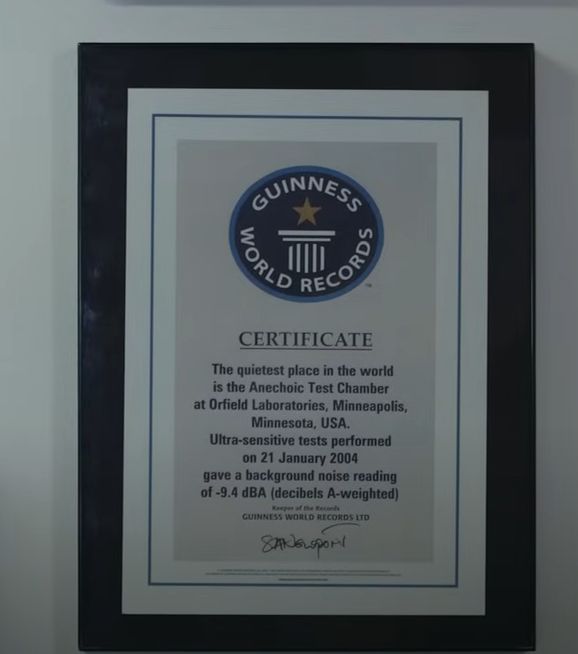 GUINNESS
WORLD RECORDS
TM
CERTIFICATE
The quietest place in the world
is the Anechoic Test Chamber
at Orfield Laboratories, Minneapolis,
Minnesota, USA.
Ultra-sensitive tests performed
on 21 January 2004
gave a background noise reading
of -9.4 dBA (decibels A-weighted)
Keeper of the Records
GUINNESS WORLD RECORDS LTD